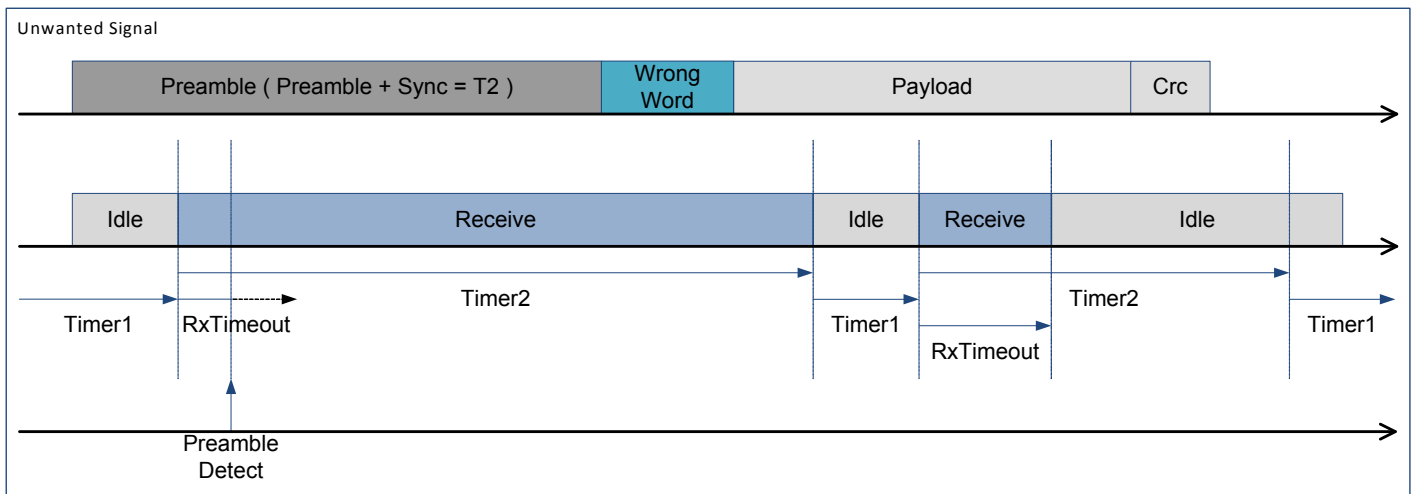 Unwanted Signal
Preamble ( Preamble + Sync = T2 )
Wrong
Word
Payload
Crc
Idle
Receive
Idle
Receive
Idle
Timer2
Timer2
Timer1
RxTimeout
Timer1
Timer1
RxTimeout
Preamble
Detect